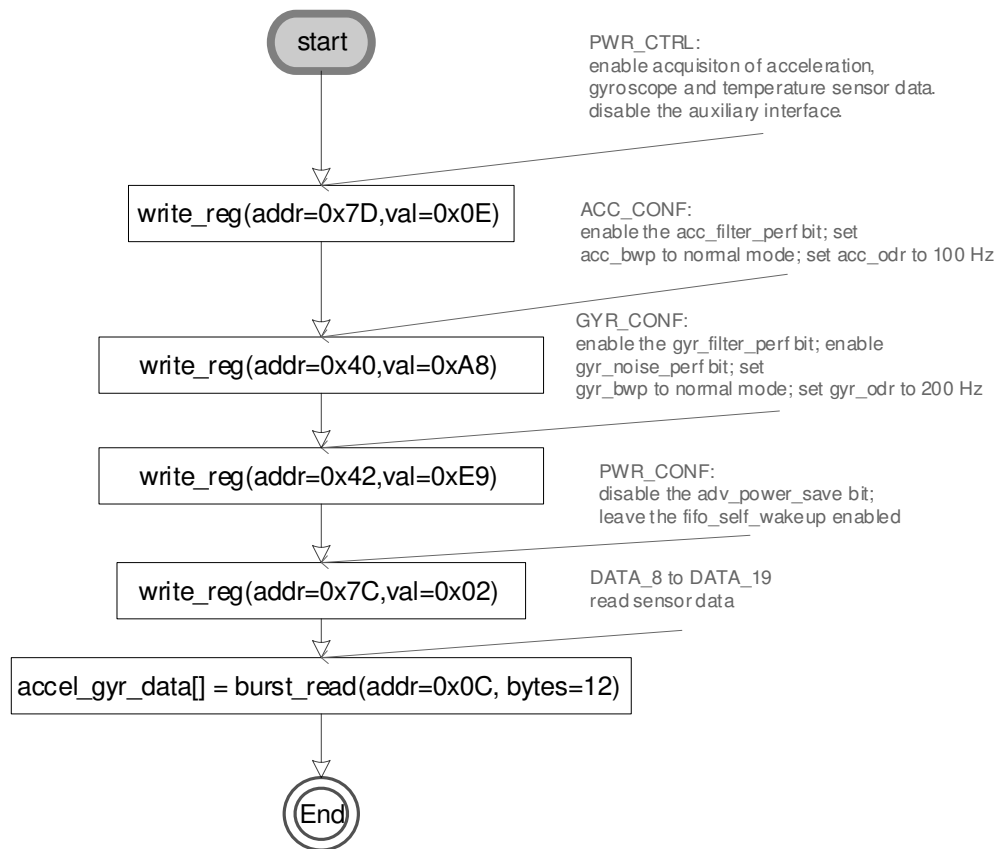 start
PWR_CTRL:
enable acquisiton of acceleration,
gyroscope and temperature sensor data.
disable the auxiliary interface.
write_reg(addr=0x7D,val=0x0E)
ACC_CONF:
enable the acc_filter_perf bit; set
acc_bwp to normal mode; set acc_odr to 100 Hz
write_reg(addr=0x40,val=0xA8)
GYR_CONF:
enable the gyr_filter_perf bit; enable
gyr_noise_perf bit; set
gyr_bwp to normal mode; set gyr_odr to 200 Hz
write_reg(addr=0x42,val=0xE9)
PWR_CONF:
disable the adv_power_save bit;
leave the fifo_self_wakeup enabled
write_reg(addr=0x7C,val=0x02)
DATA_8 to DATA_19
read sensor data
accel_gyr_data[] = burst_read(addr=0x0C, bytes=12)
End